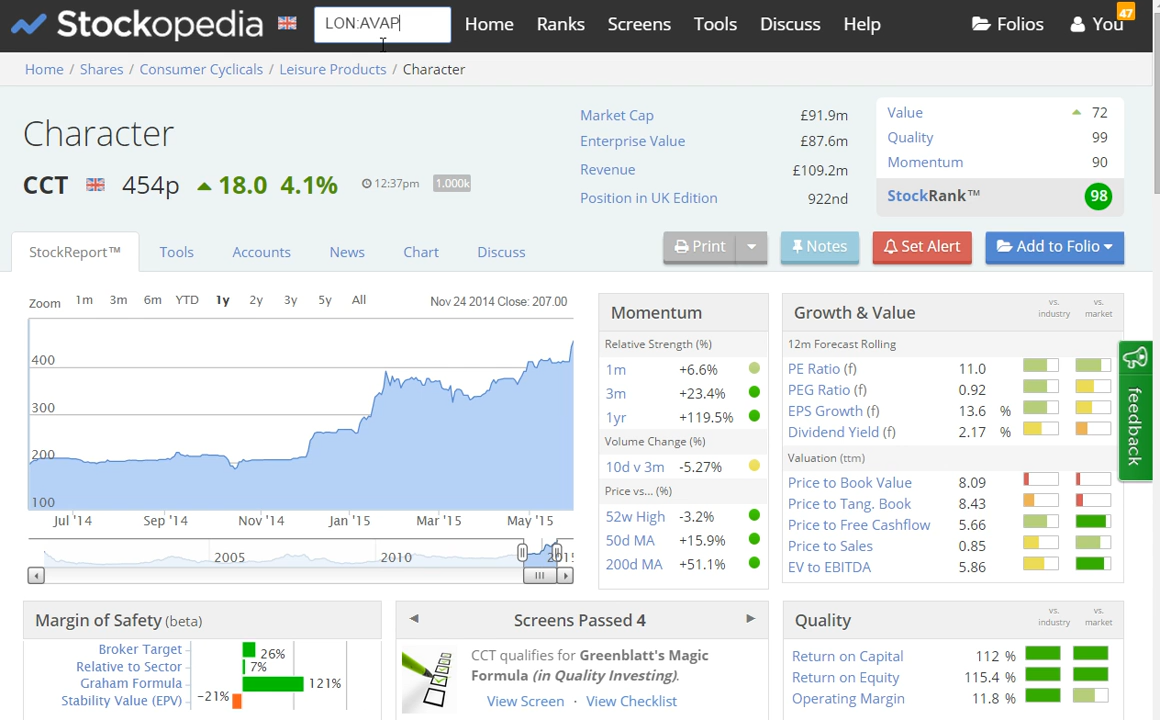 Stockopedia LON:AVAP Home Ranks Screens Tools Discuss Help Folios You 47
Home / Shares / Consumer Cyclicals / Leisure Products / Character
Character
CCT 454p 18.0 4.1% 12:37pm 1.000k
Market Cap £91.9m
Enterprise Value £87.6m
Revenue £109.2m
Position in UK Edition 922nd
Value 72
Quality 99
Momentum 90
StockRank™ 98
StockReport™ Tools Accounts News Chart Discuss
Print Notes Set Alert Add to Folio
Zoom 1m 3m 6m YTD 1y 2y 3y 5y All Nov 24 2014 Close: 207.00
400
300
200
100
Jul '14 Sep '14 Nov '14 Jan '15 Mar '15 May '15
2005 2010 2015
Momentum
Relative Strength (%)
1m +6.6%
3m +23.4%
1yr +119.5%
Volume Change (%)
10d v 3m -5.27%
Price vs... (%)
52w High -3.2%
50d MA +15.9%
200d MA +51.1%
Growth & Value vs. industry vs. market
12m Forecast Rolling
PE Ratio (f) 11.0
PEG Ratio (f) 0.92
EPS Growth (f) 13.6 %
Dividend Yield (f) 2.17 %
Valuation (ttm)
Price to Book Value 8.09
Price to Tang. Book 8.43
Price to Free Cashflow 5.66
Price to Sales 0.85
EV to EBITDA 5.86
feedback
Margin of Safety (beta)
Broker Target 26%
Relative to Sector 7%
Graham Formula 121%
Stability Value (EPV) -21%
Screens Passed 4
CCT qualifies for Greenblatt's Magic
Formula (in Quality Investing).
View Screen · View Checklist
Quality vs. industry vs. market
Return on Capital 112 %
Return on Equity 115.4 %
Operating Margin 11.8 %